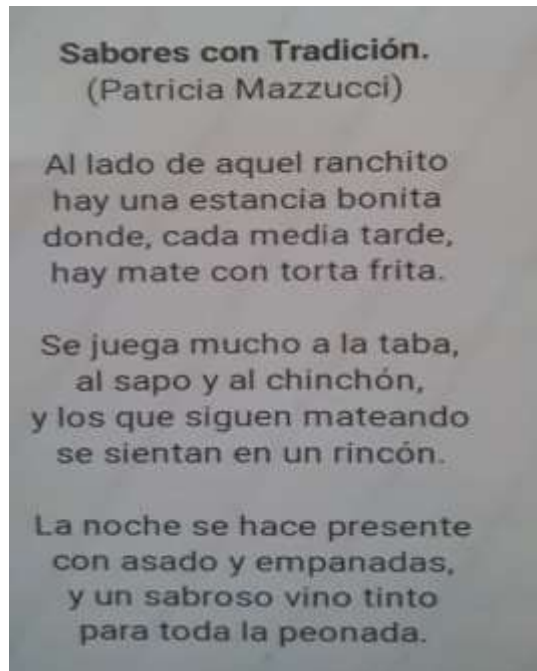 Sabores con Tradición.
(Patricia Mazzucci)
Al lado de aquel ranchito
hay una estancia bonita
donde, cada media tarde,
hay mate con torta frita.
Se juega mucho a la taba,
al sapo y al chinchón,
y los que siguen mateando
se sientan en un rincón.
La noche se hace presente
con asado y empanadas,
y un sabroso vino tinto
para toda la peonada.